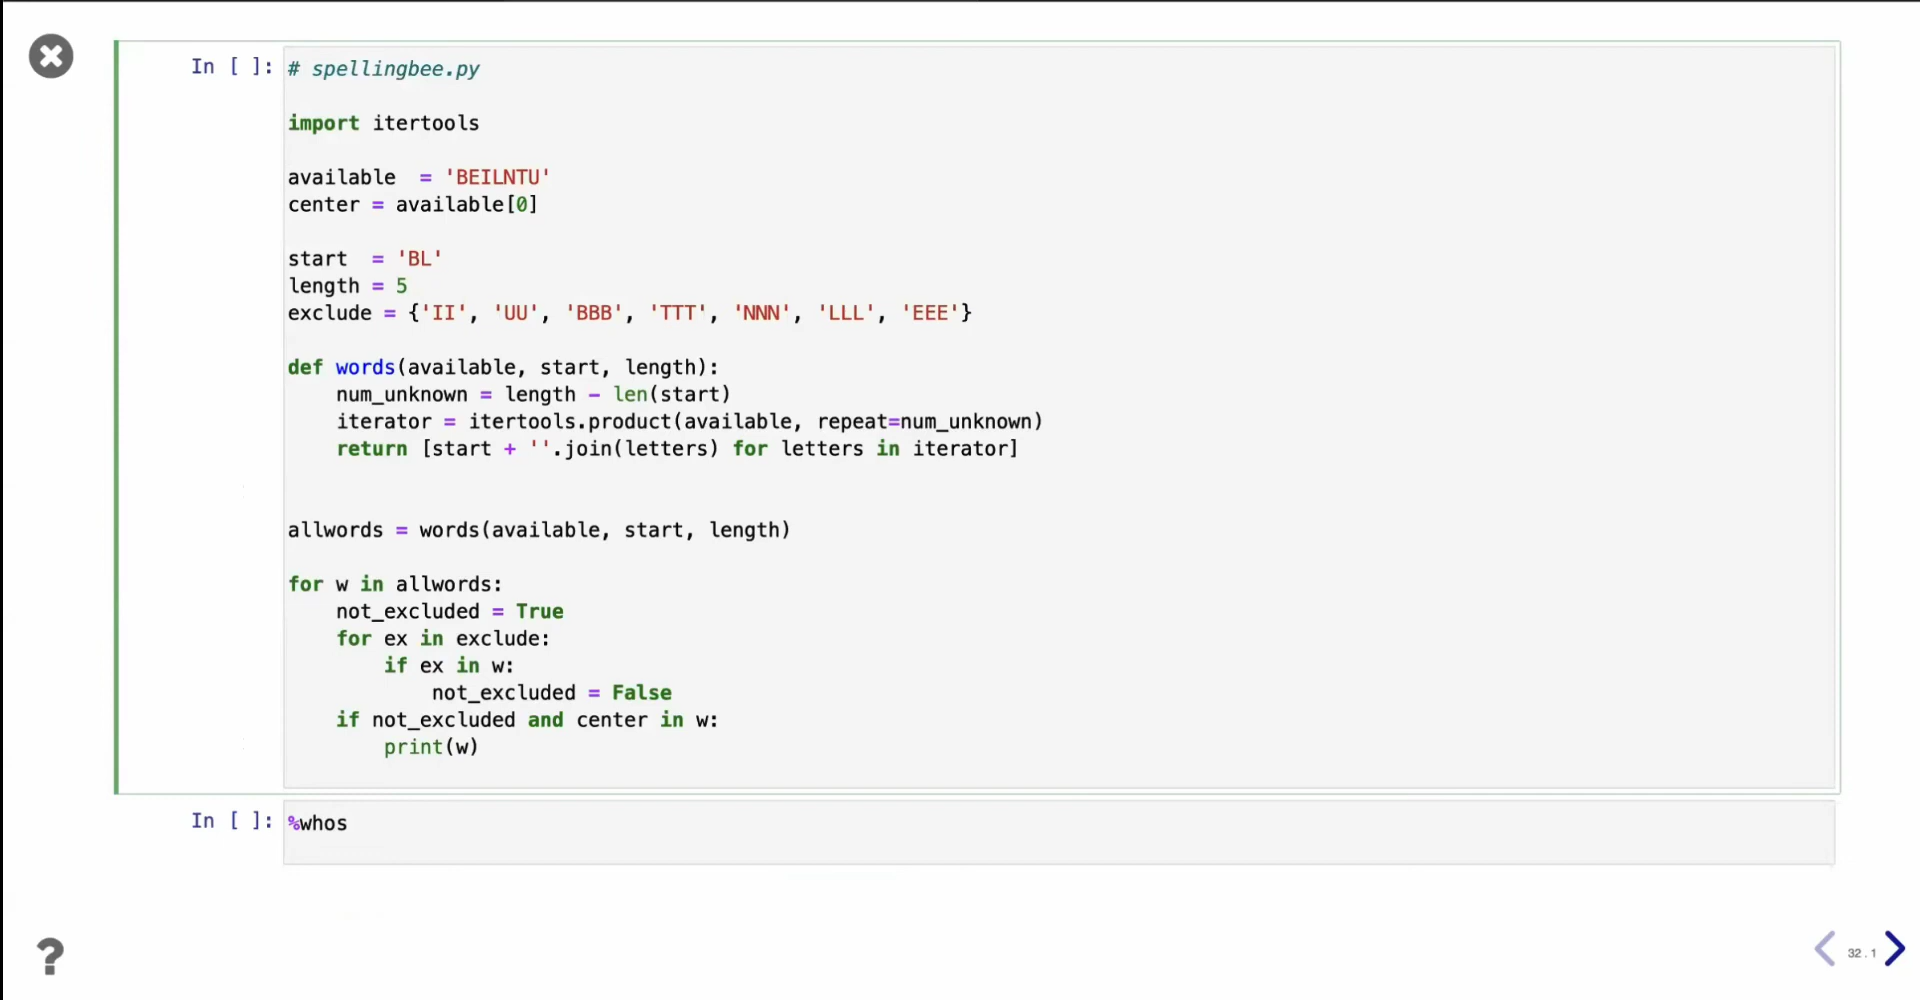 In [ ]: # spellingbee.py
import itertools
available  = 'BEILNTU'
center = available[0]
start  = 'BL'
length = 5
exclude = {'II', 'UU', 'BBB', 'TTT', 'NNN', 'LLL', 'EEE'}
def words(available, start, length):
    num_unknown = length - len(start)
    iterator = itertools.product(available, repeat=num_unknown)
    return [start + ''.join(letters) for letters in iterator]
allwords = words(available, start, length)
for w in allwords:
    not_excluded = True
    for ex in exclude:
        if ex in w:
            not_excluded = False
    if not_excluded and center in w:
        print(w)
In [ ]: %whos
?
32.1